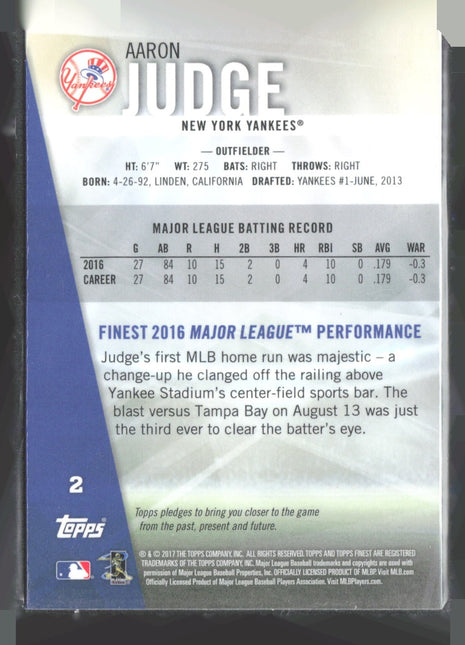 Yankees
AARON
JUDGE
NEW YORK YANKEES®
— OUTFIELDER —
HT: 6'7" WT: 275 BATS: RIGHT THROWS: RIGHT
BORN: 4-26-92, LINDEN, CALIFORNIA DRAFTED: YANKEES #1-JUNE, 2013
MAJOR LEAGUE BATTING RECORD
G AB R H 2B 3B HR RBI SB AVG WAR
2016 27 84 10 15 2 0 4 10 0 .179 -0.3
CAREER 27 84 10 15 2 0 4 10 0 .179 -0.3
FINEST 2016 MAJOR LEAGUE™ PERFORMANCE
Judge's first MLB home run was majestic – a
change-up he clanged off the railing above
Yankee Stadium's center-field sports bar. The
blast versus Tampa Bay on August 13 was just
the third ever to clear the batter's eye.
2
Topps pledges to bring you closer to the game
from the past, present and future.
Topps
® & © 2017 THE TOPPS COMPANY, INC. ALL RIGHTS RESERVED. TOPPS AND TOPPS FINEST ARE REGISTERED
TRADEMARKS OF THE TOPPS COMPANY, INC. Major League Baseball trademarks and copyrights are used with
permission of Major League Baseball Properties, Inc. OFFICIALLY LICENSED PRODUCT OF MLBP. Visit MLB.com
Officially Licensed Product of Major League Baseball Players Association. Visit MLBPlayers.com.